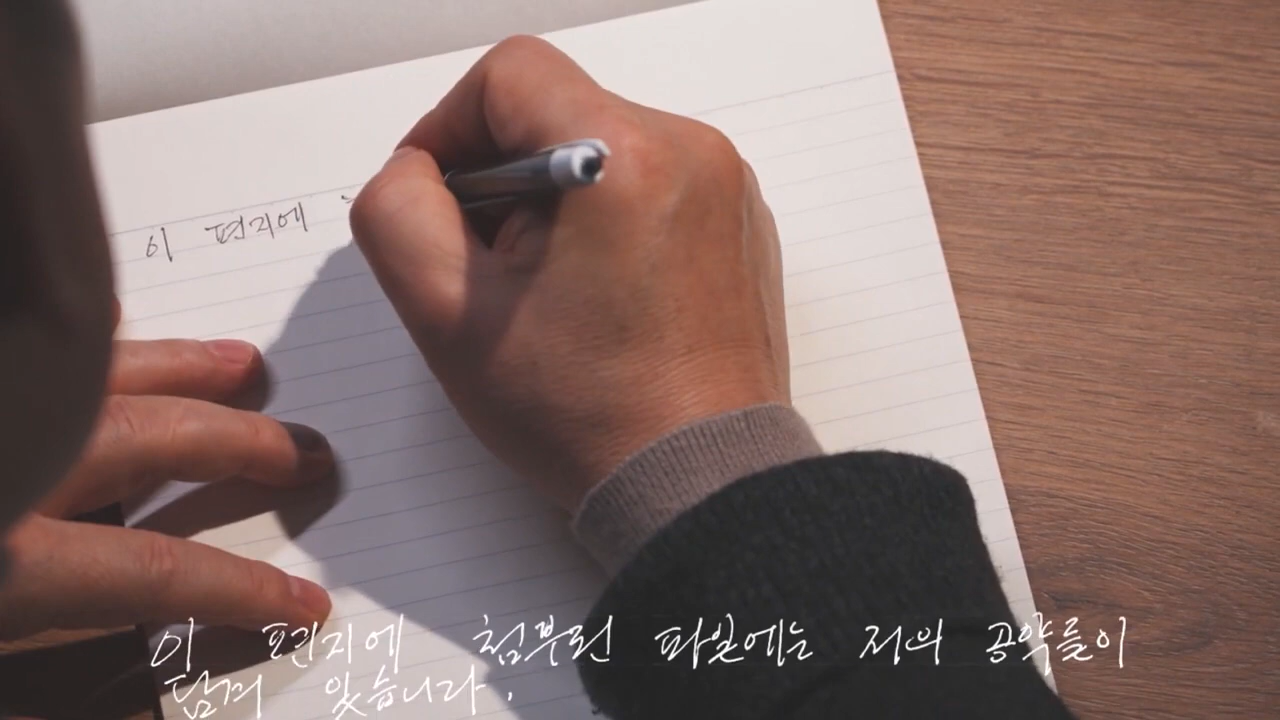 이 편지에
이 편지에 첨부된 파일에는 저의 공약들이
담겨 있습니다.